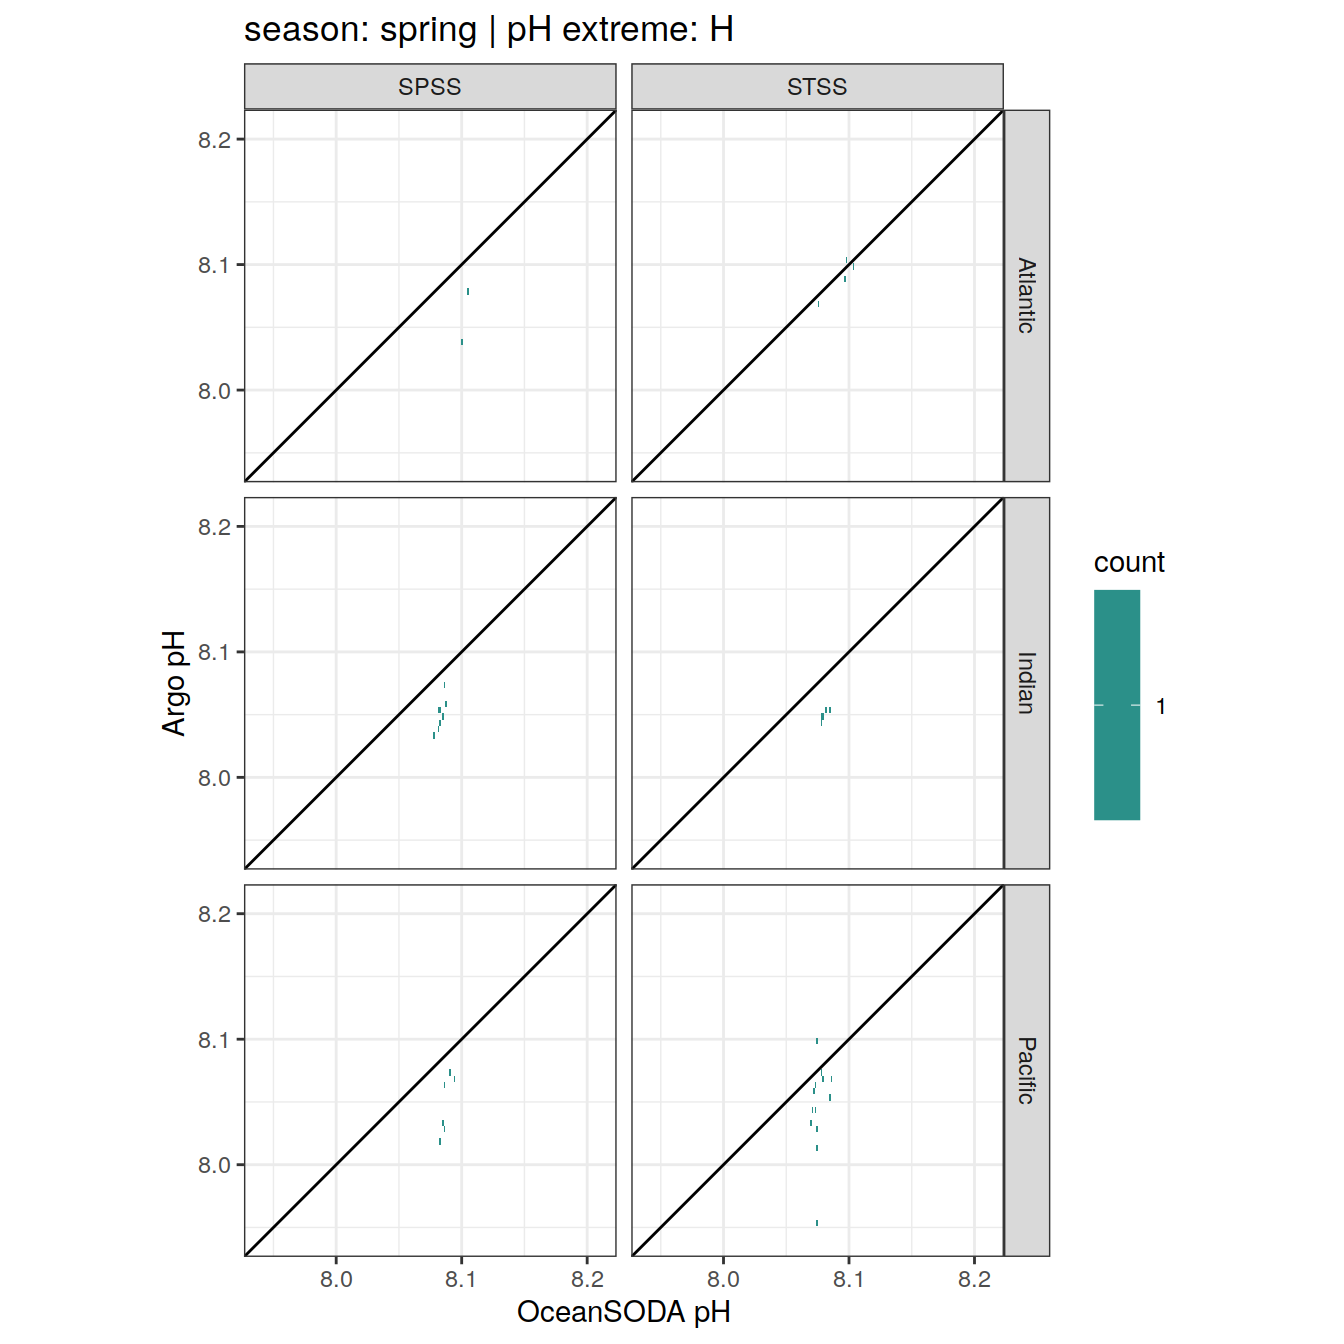 season: spring | pH extreme: H
SPSS
STSS
8.2
8.1
8.0
Atlantic
8.2
8.1
8.0
Indian
8.2
8.1
8.0
Pacific
Argo pH
8.0
8.1
8.2
8.0
8.1
8.2
OceanSODA pH
count
1